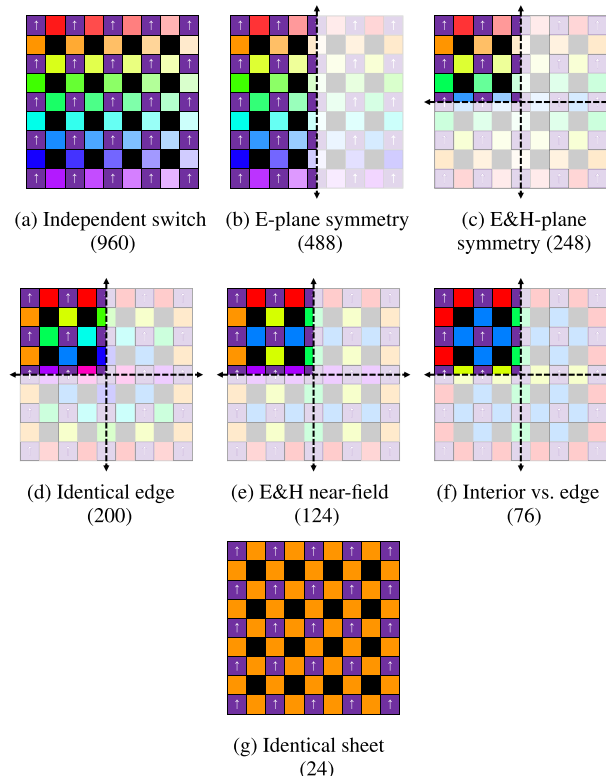 (a) Independent switch
(960)
(b) E-plane symmetry
(488)
(c) E&H-plane
symmetry (248)
(d) Identical edge
(200)
(e) E&H near-field
(124)
(f) Interior vs. edge
(76)
(g) Identical sheet
(24)